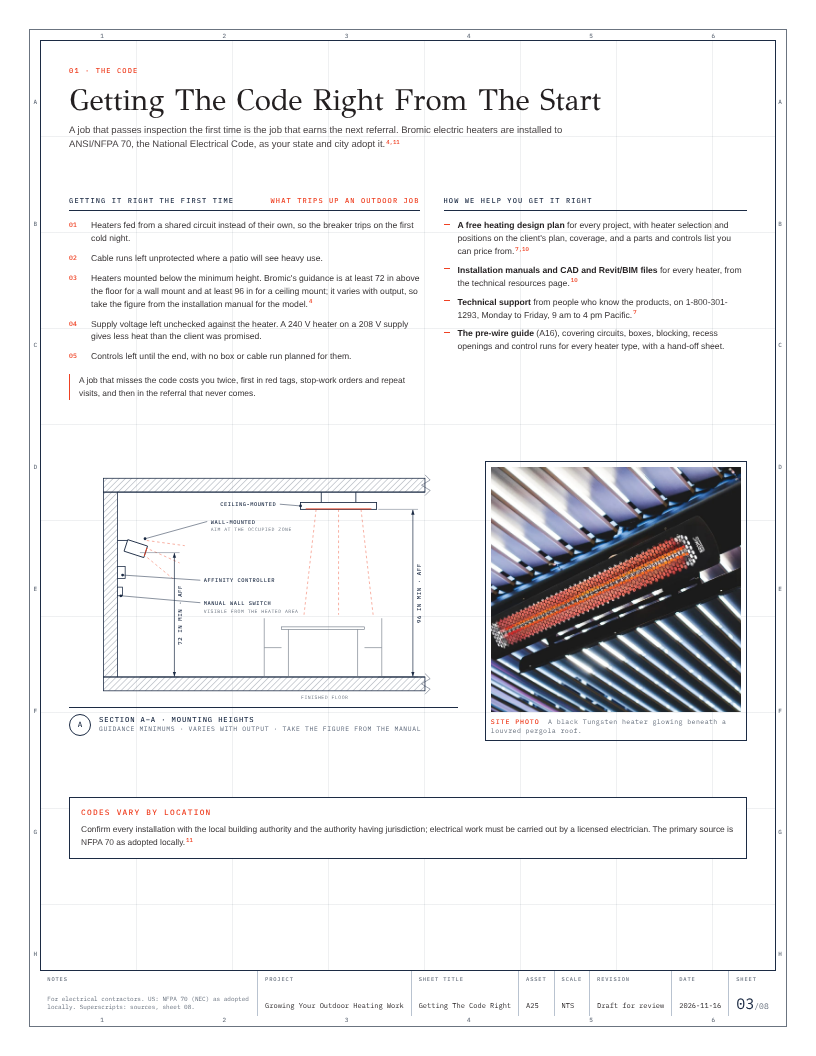 1 2 3 4 5 6
01 · THE CODE
Getting The Code Right From The Start
A job that passes inspection the first time is the job that earns the next referral. Bromic electric heaters are installed to
ANSI/NFPA 70, the National Electrical Code, as your state and city adopt it.4,11
GETTING IT RIGHT THE FIRST TIME
WHAT TRIPS UP AN OUTDOOR JOB
01 Heaters fed from a shared circuit instead of their own, so the breaker trips on the first
cold night.
02 Cable runs left unprotected where a patio will see heavy use.
03 Heaters mounted below the minimum height. Bromic's guidance is at least 72 in above
the floor for a wall mount and at least 96 in for a ceiling mount; it varies with output, so
take the figure from the installation manual for the model.4
04 Supply voltage left unchecked against the heater. A 240 V heater on a 208 V supply
gives less heat than the client was promised.
05 Controls left until the end, with no box or cable run planned for them.
A job that misses the code costs you twice, first in red tags, stop-work orders and repeat
visits, and then in the referral that never comes.
HOW WE HELP YOU GET IT RIGHT
— A free heating design plan for every project, with heater selection and
positions on the client's plan, coverage, and a parts and controls list you
can price from.7,10
— Installation manuals and CAD and Revit/BIM files for every heater, from
the technical resources page.10
— Technical support from people who know the products, on 1-800-301-
1293, Monday to Friday, 9 am to 4 pm Pacific.7
— The pre-wire guide (A16), covering circuits, boxes, blocking, recess
openings and control runs for every heater type, with a hand-off sheet.
CEILING-MOUNTED
WALL-MOUNTED
AIM AT THE OCCUPIED ZONE
AFFINITY CONTROLLER
MANUAL WALL SWITCH
VISIBLE FROM THE HEATED AREA
72 IN MIN · AFF
96 IN MIN · AFF
FINISHED FLOOR
A
SECTION A–A · MOUNTING HEIGHTS
GUIDANCE MINIMUMS · VARIES WITH OUTPUT · TAKE THE FIGURE FROM THE MANUAL
SITE PHOTO A black Tungsten heater glowing beneath a
louvred pergola roof.
CODES VARY BY LOCATION
Confirm every installation with the local building authority and the authority having jurisdiction; electrical work must be carried out by a licensed electrician. The primary source is
NFPA 70 as adopted locally.11
A A
B B
C C
D D
E E
F F
G G
H H
NOTES
For electrical contractors. US: NFPA 70 (NEC) as adopted
locally. Superscripts: sources, sheet 08.
PROJECT
Growing Your Outdoor Heating Work
SHEET TITLE
Getting The Code Right
ASSET
A25
SCALE
NTS
REVISION
Draft for review
DATE
2026-11-16
SHEET
03/08
1 2 3 4 5 6